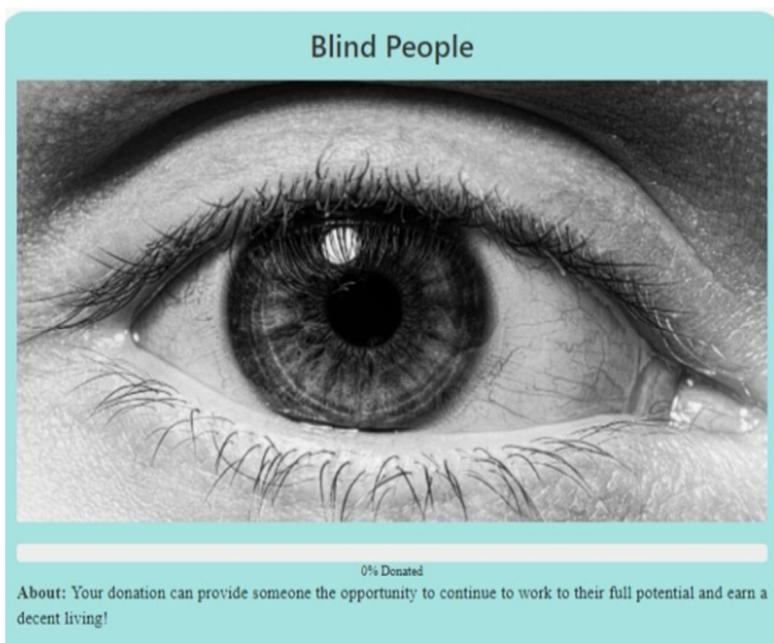 Blind People
0% Donated
About: Your donation can provide someone the opportunity to continue to work to their full potential and earn a
decent living!